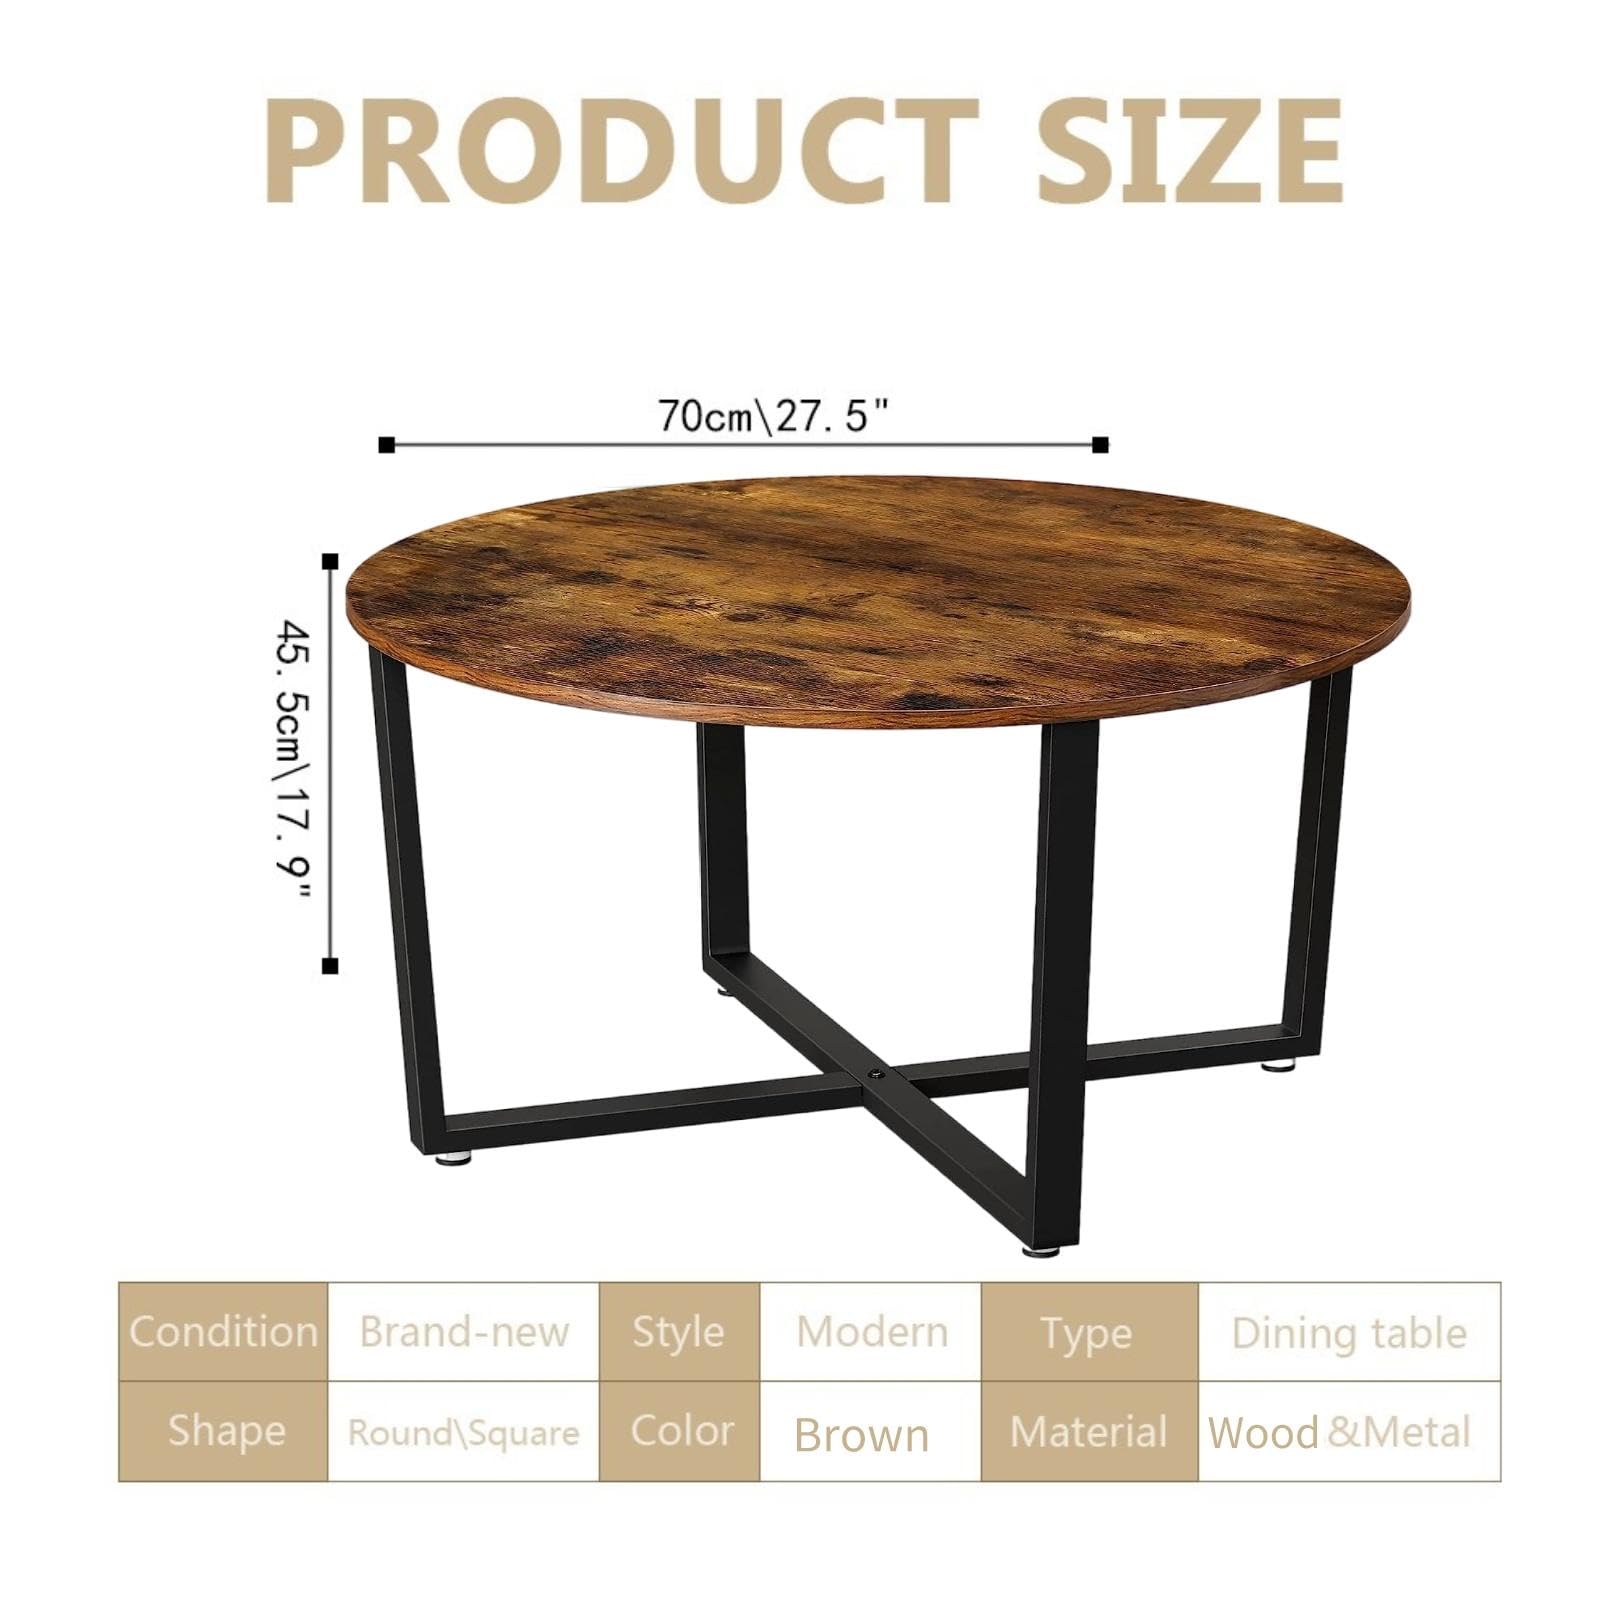 PRODUCT SIZE
70cm\27.5"
45.5cm\17.9"
Condition Brand-new Style Modern Type Dining table
Shape Round\Square Color Brown Material Wood&Metal